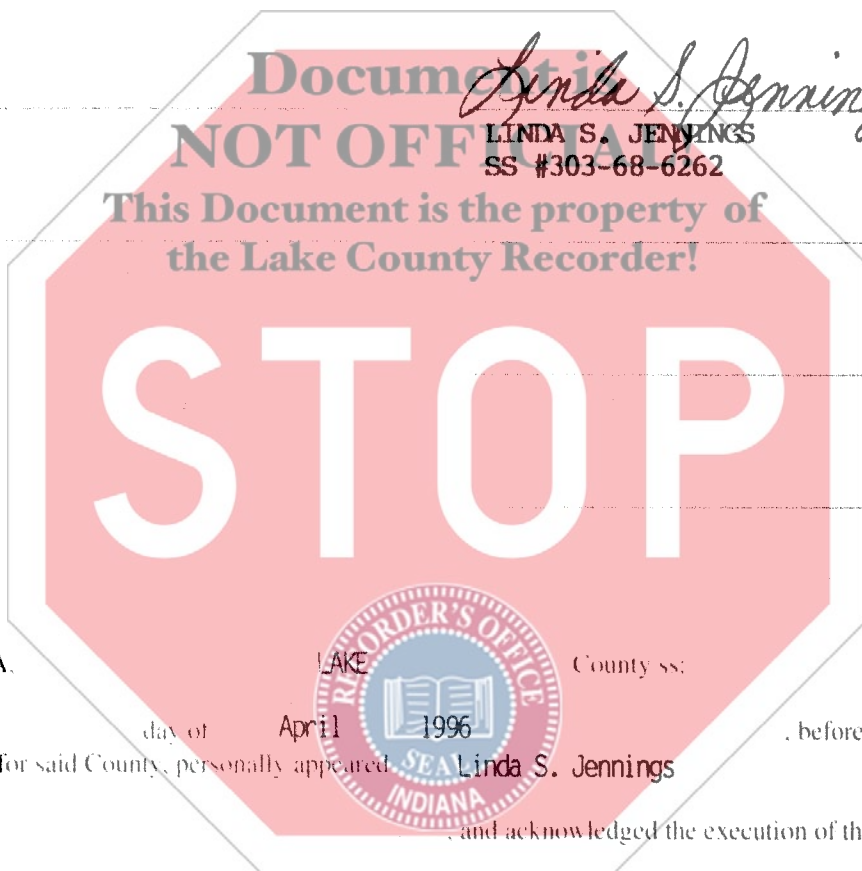 Document is
Linda S. Jennin
NOT OFFICIAL!
LINDA S. JENNINGS
SS #303-68-6262
This Document is the property of
the Lake County Recorder!
STOP
RECORDER'S OFFICE
LAKE County ss:
day of April 1996 , before
for said County, personally appeared Linda S. Jennings
SEAL
INDIANA
, and acknowledged the execution of th